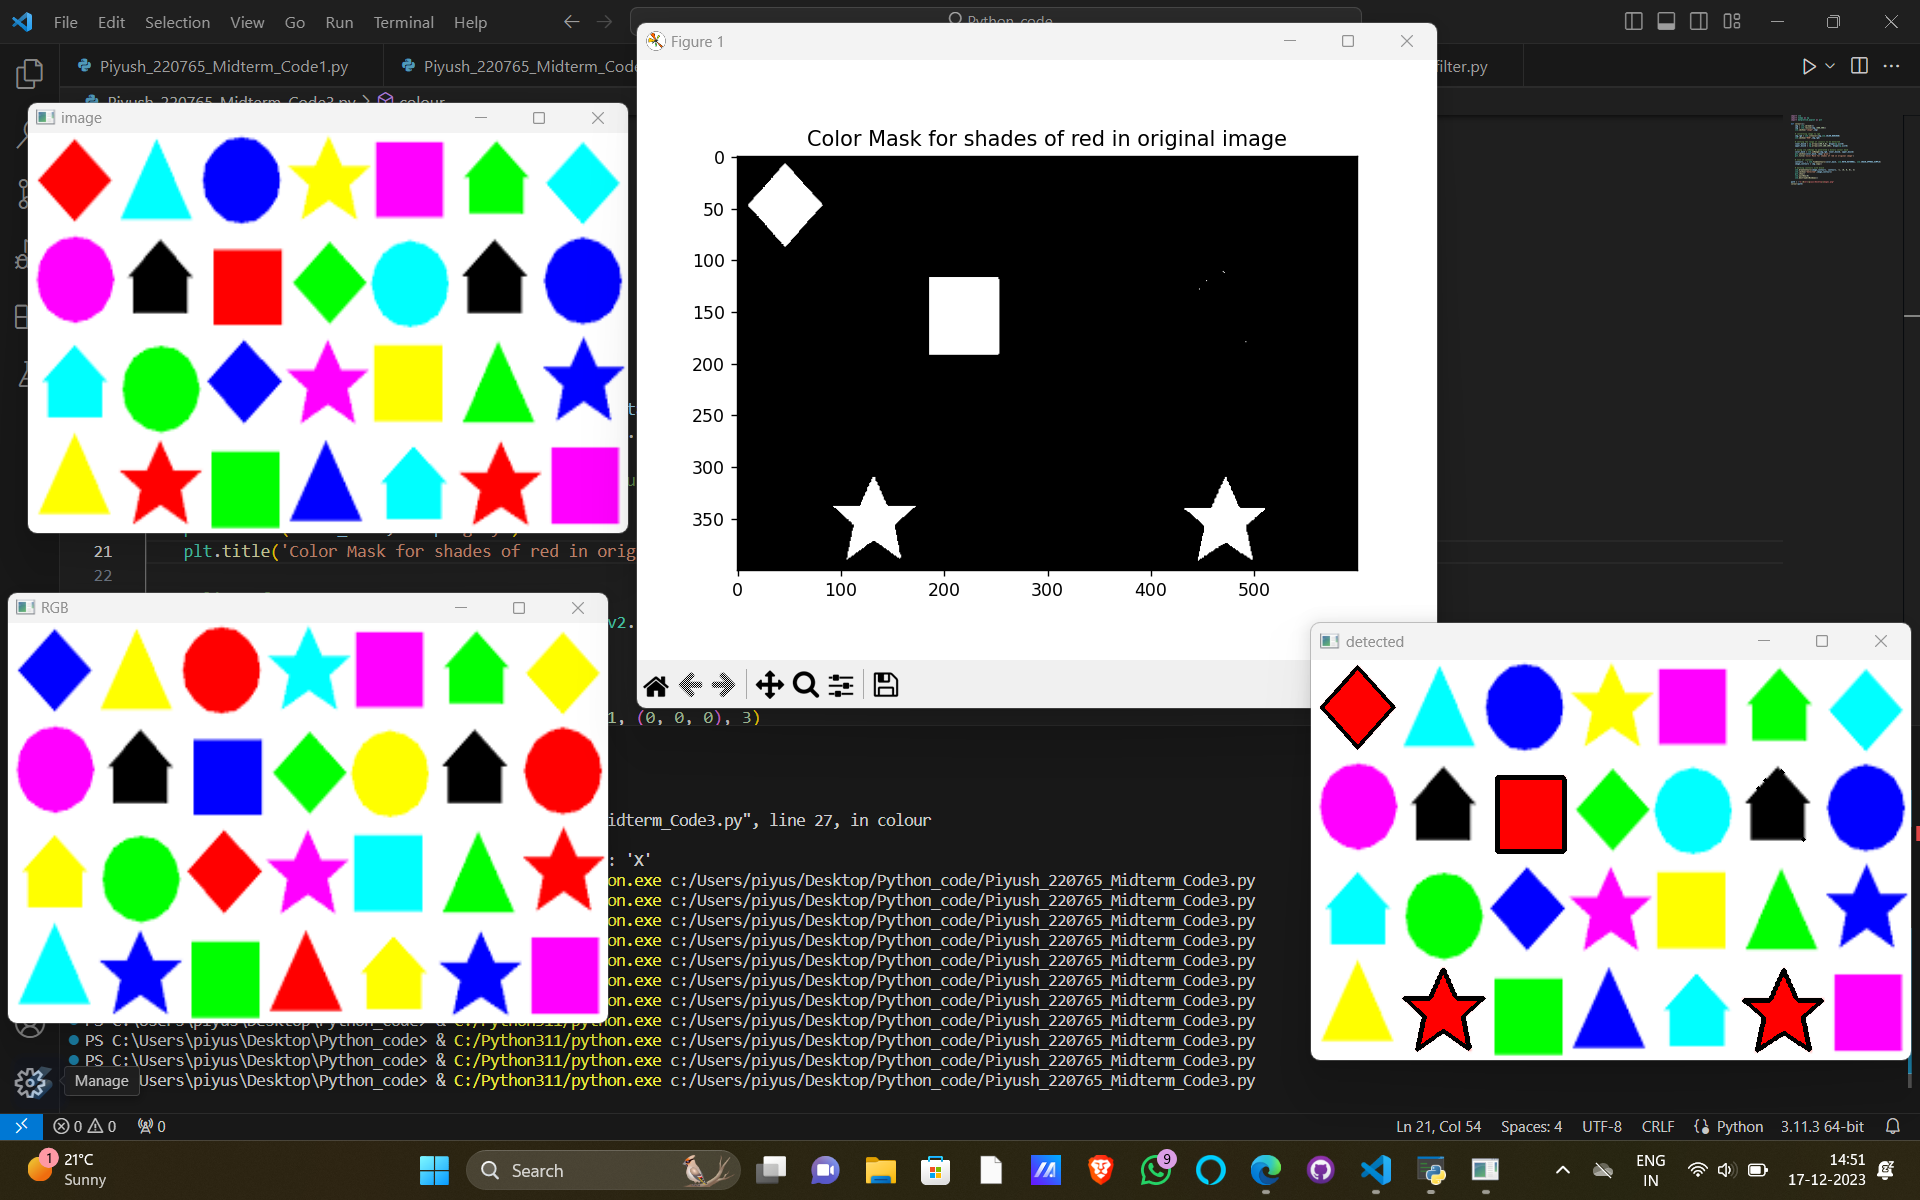 File Edit Selection View Go Run Terminal Help
Python_code
Piyush_220765_Midterm_Code1.py
Piyush_220765_Midterm_Code
filter.py
Piyush_220765_Midterm_Code3.py > colour
Figure 1
image
Color Mask for shades of red in original image
0
50
100
150
200
250
300
350
0 100 200 300 400 500
21 plt.title('Color Mask for shades of red in orig
22
RGB
v2.
detected
1, (0, 0, 0), 3)
idterm_Code3.py", line 27, in colour
: 'X'
on.exe c:/Users/piyus/Desktop/Python_code/Piyush_220765_Midterm_Code3.py
on.exe c:/Users/piyus/Desktop/Python_code/Piyush_220765_Midterm_Code3.py
on.exe c:/Users/piyus/Desktop/Python_code/Piyush_220765_Midterm_Code3.py
on.exe c:/Users/piyus/Desktop/Python_code/Piyush_220765_Midterm_Code3.py
on.exe c:/Users/piyus/Desktop/Python_code/Piyush_220765_Midterm_Code3.py
on.exe c:/Users/piyus/Desktop/Python_code/Piyush_220765_Midterm_Code3.py
on.exe c:/Users/piyus/Desktop/Python_code/Piyush_220765_Midterm_Code3.py
PS C:\Users\piyus\Desktop\Python_code> & C:/Python311/python.exe c:/Users/piyus/Desktop/Python_code/Piyush_220765_Midterm_Code3.py
PS C:\Users\piyus\Desktop\Python_code> & C:/Python311/python.exe c:/Users/piyus/Desktop/Python_code/Piyush_220765_Midterm_Code3.py
PS C:\Users\piyus\Desktop\Python_code> & C:/Python311/python.exe c:/Users/piyus/Desktop/Python_code/Piyush_220765_Midterm_Code3.py
Manage
Users\piyus\Desktop\Python_code> & C:/Python311/python.exe c:/Users/piyus/Desktop/Python_code/Piyush_220765_Midterm_Code3.py
0 0 0
Ln 21, Col 54 Spaces: 4 UTF-8 CRLF Python 3.11.3 64-bit
1
21°C
Sunny
Search
9
ENG
IN
14:51
17-12-2023